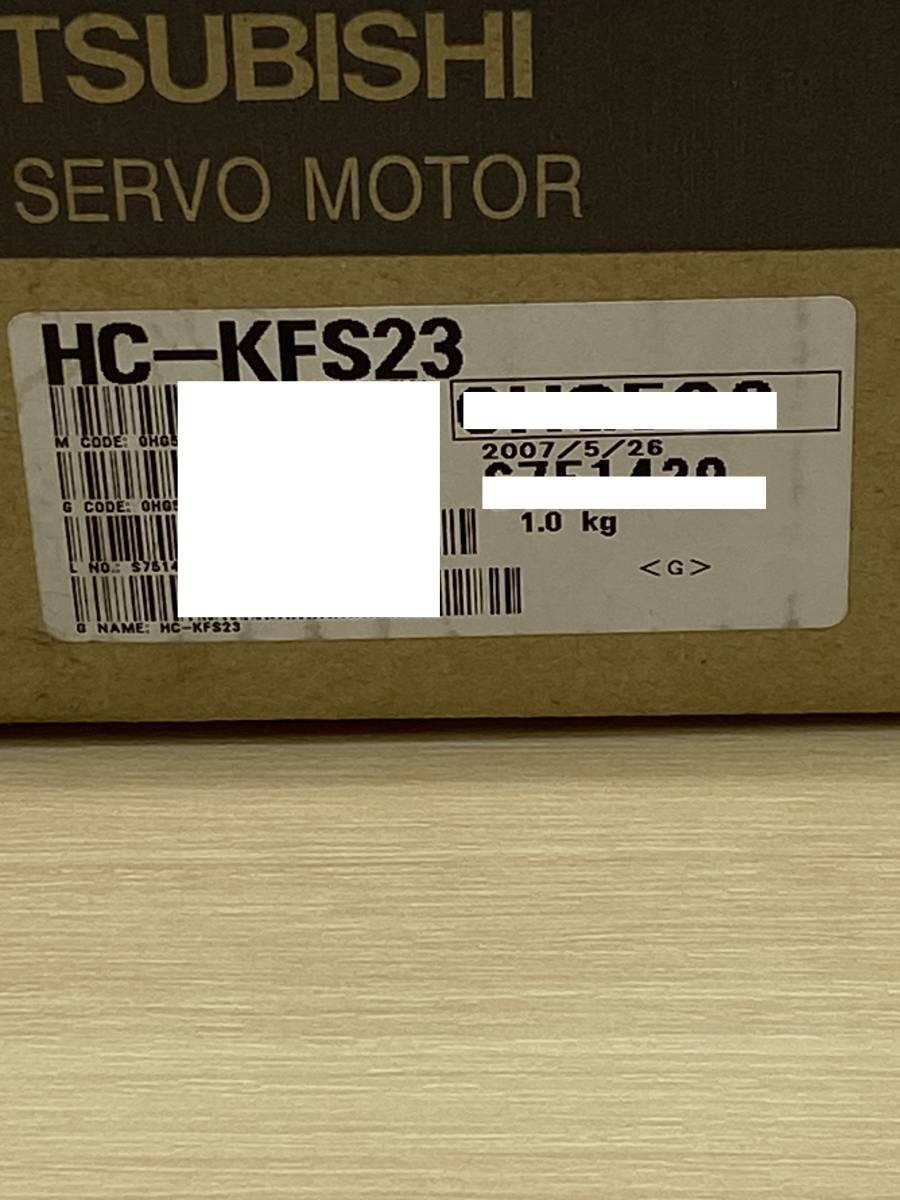 TSUBISHI
SERVO MOTOR
HC-KFS23
M CODE: 0HG5
2007/5/26
G CODE: 0HG5
1.0 kg
L NO.: S7514
<G>
G NAME: HC-KFS23